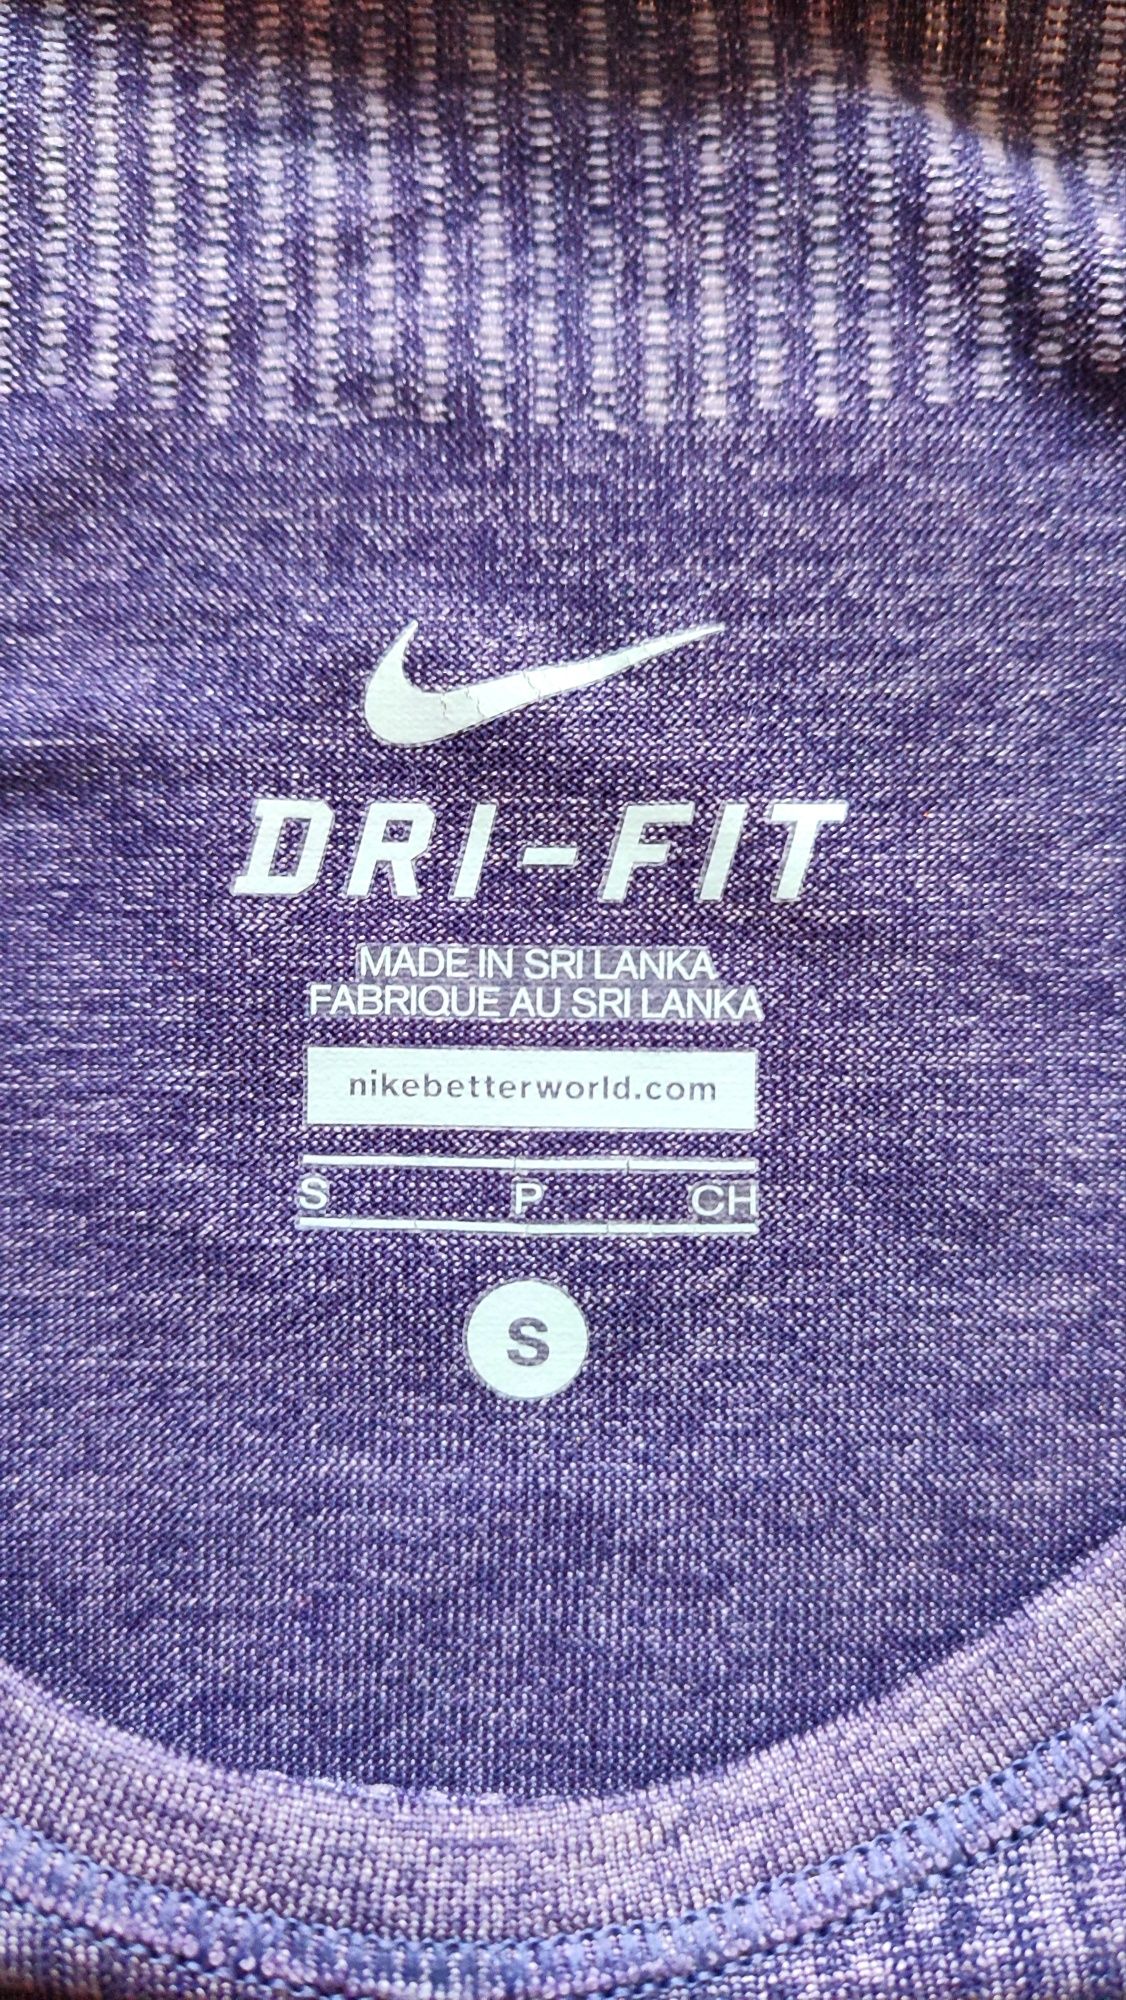 DRI-FIT
MADE IN SRI LANKA
FABRIQUE AU SRI LANKA
nikebetterworld.com
S P CH
S